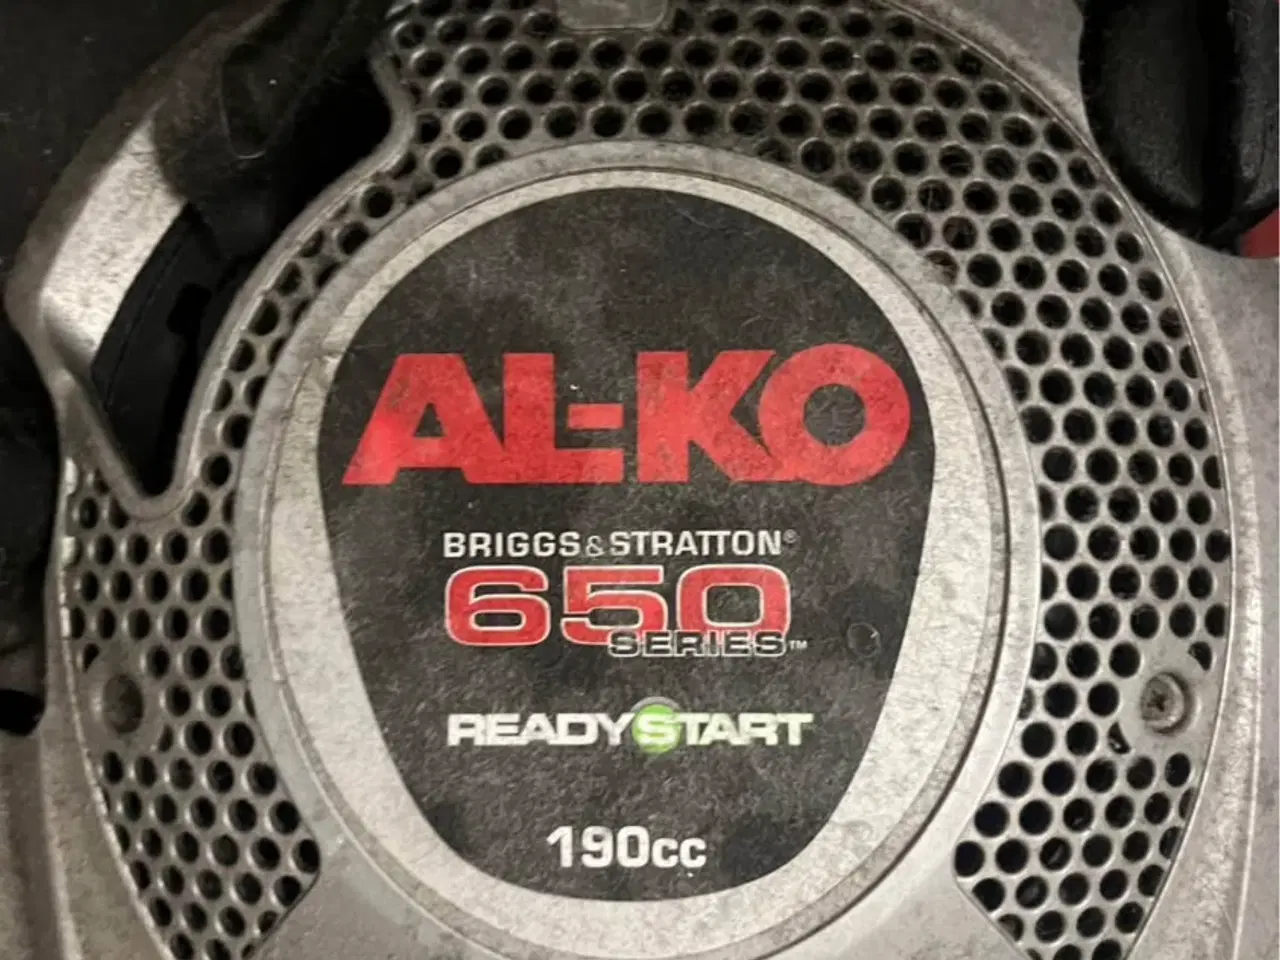 AL-KO
BRIGGS & STRATTON®
650
SERIES™
READYSTART
190cc